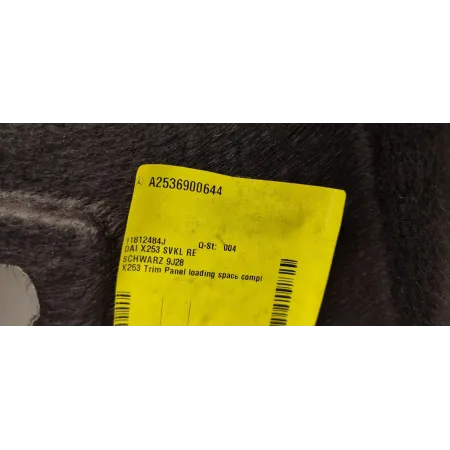 A2536900644
11812484J Q-St: 004
DAI X253 SVKL RE
SCHWARZ 9J28
X253 Trim Panel loading space compl